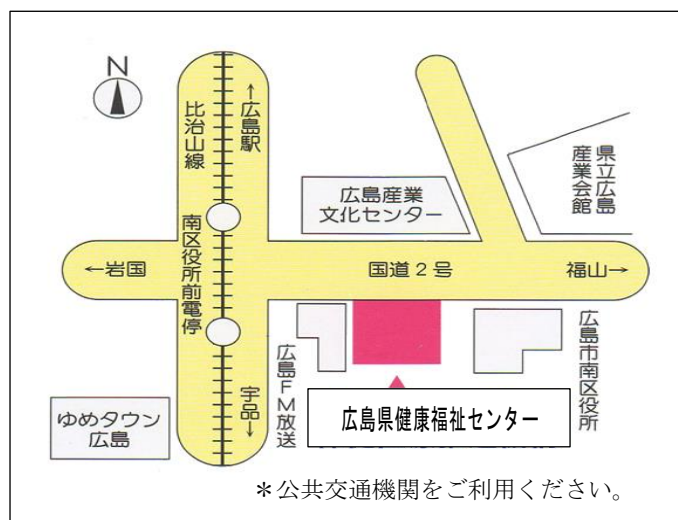 N
比治山線
↑広島駅
南区役所前電停
広島産業
文化センター
県立広島
産業会館
←岩国
国道2号
福山→
広島FM放送
広島市南区役所
宇品↓
ゆめタウン
広島
広島県健康福祉センター
＊公共交通機関をご利用ください。